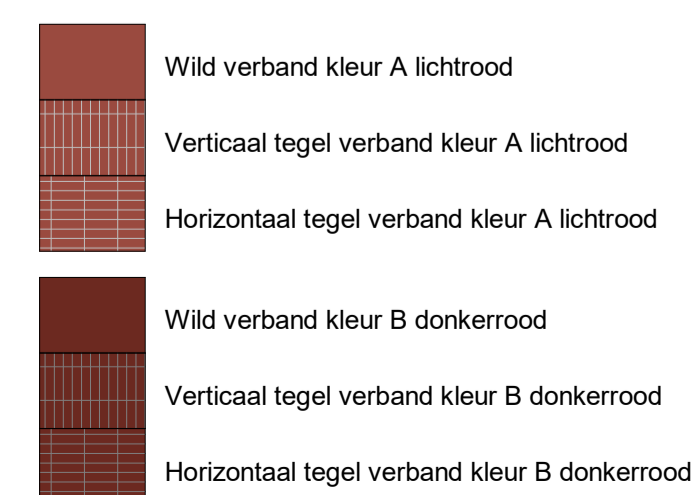 Wild verband kleur A lichtrood
Verticaal tegel verband kleur A lichtrood
Horizontaal tegel verband kleur A lichtrood
Wild verband kleur B donkerrood
Verticaal tegel verband kleur B donkerrood
Horizontaal tegel verband kleur B donkerrood